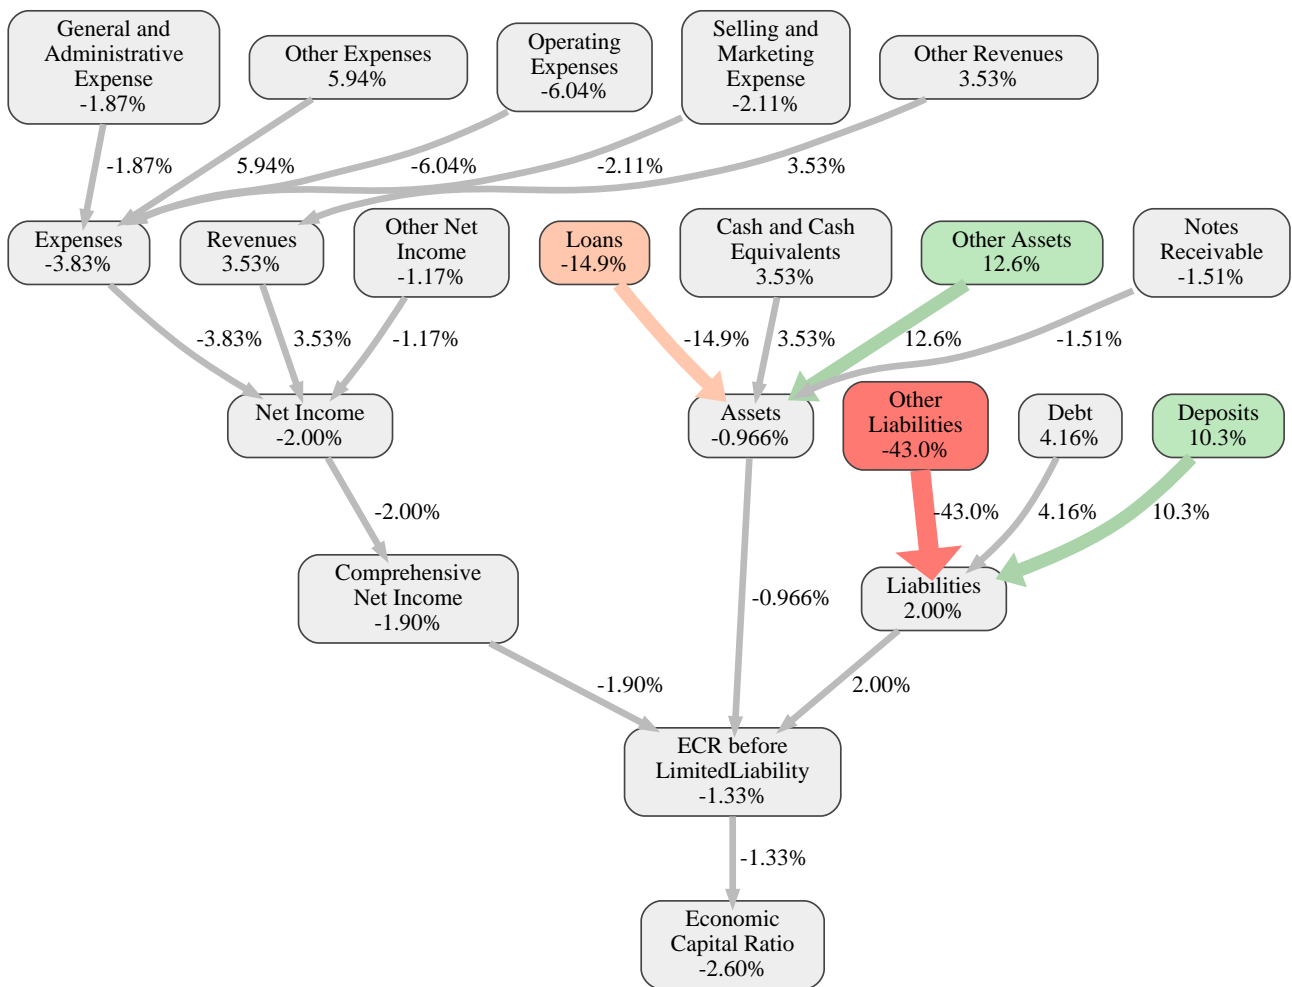 General and
Administrative
Expense
-1.87%
Other Expenses
5.94%
Operating
Expenses
-6.04%
Selling and
Marketing
Expense
-2.11%
Other Revenues
3.53%
-1.87%
5.94%
-6.04%
-2.11%
3.53%
Expenses
-3.83%
Revenues
3.53%
Other Net
Income
-1.17%
Loans
-14.9%
Cash and Cash
Equivalents
3.53%
Other Assets
12.6%
Notes
Receivable
-1.51%
-3.83%
3.53%
-1.17%
-14.9%
3.53%
12.6%
-1.51%
Net Income
-2.00%
Assets
-0.966%
Other
Liabilities
-43.0%
Debt
4.16%
Deposits
10.3%
-2.00%
-43.0%
4.16%
10.3%
Comprehensive
Net Income
-1.90%
-0.966%
Liabilities
2.00%
-1.90%
2.00%
ECR before
LimitedLiability
-1.33%
-1.33%
Economic
Capital Ratio
-2.60%